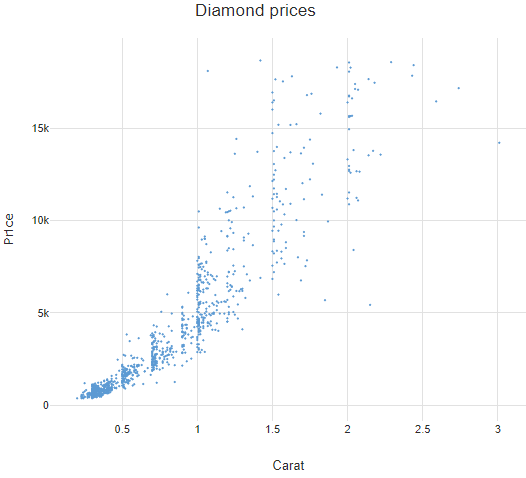 Diamond prices
15k
10k
5k
0
Price
0.5 1 1.5 2 2.5 3
Carat